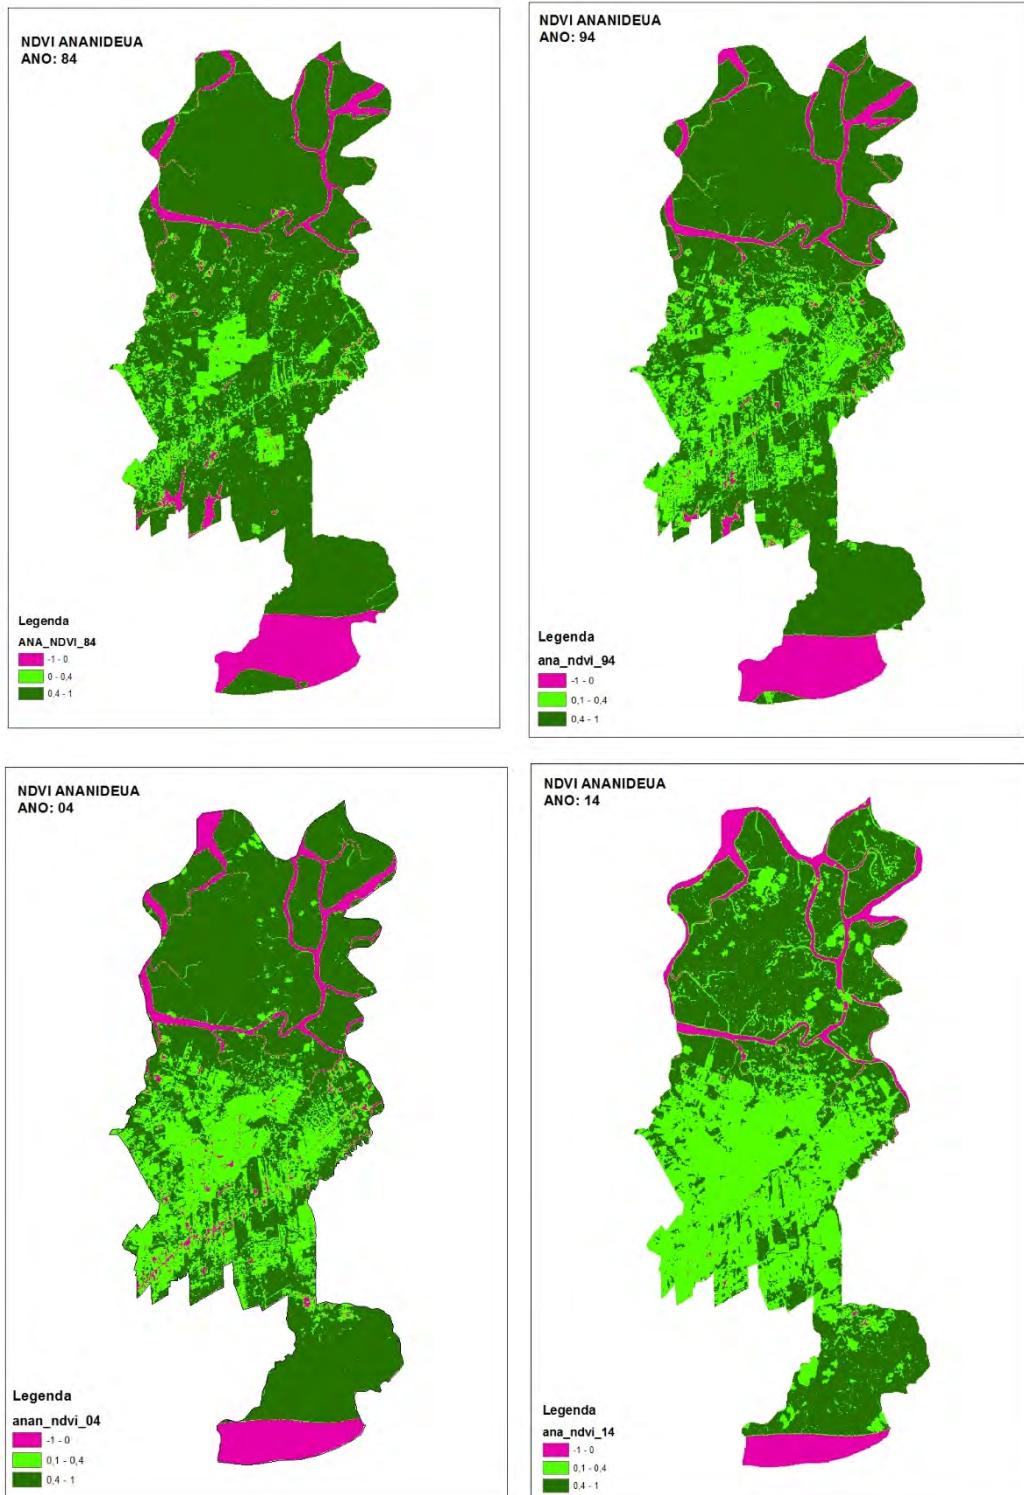 NDVI ANANIDEUA
ANO: 84
Legenda
ANA_NDVI_84
-1 - 0
0 - 0,4
0,4 - 1
NDVI ANANIDEUA
ANO: 94
Legenda
ana_ndvi_94
-1 - 0
0,1 - 0,4
0,4 - 1
NDVI ANANIDEUA
ANO: 04
Legenda
anan_ndvi_04
-1 - 0
0,1 - 0,4
0,4 - 1
NDVI ANANIDEUA
ANO: 14
Legenda
ana_ndvi_14
-1 - 0
0,1 - 0,4
0,4 - 1